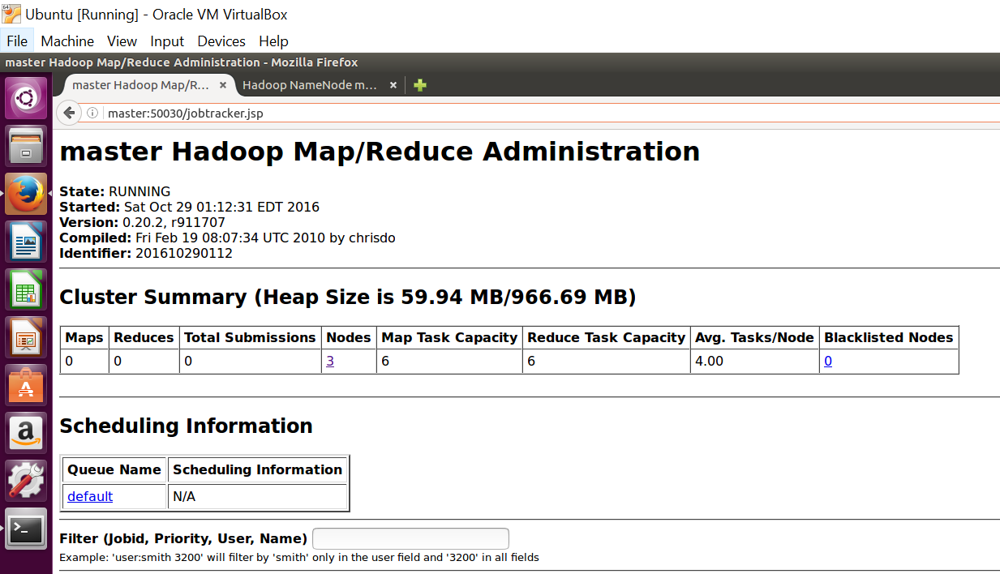 Ubuntu [Running] - Oracle VM VirtualBox
File Machine View Input Devices Help
master Hadoop Map/Reduce Administration - Mozilla Firefox
master Hadoop Map/R... × Hadoop NameNode m... ×
master:50030/jobtracker.jsp
master Hadoop Map/Reduce Administration
State: RUNNING
Started: Sat Oct 29 01:12:31 EDT 2016
Version: 0.20.2, r911707
Compiled: Fri Feb 19 08:07:34 UTC 2010 by chrisdo
Identifier: 201610290112
Cluster Summary (Heap Size is 59.94 MB/966.69 MB)
Maps Reduces Total Submissions Nodes Map Task Capacity Reduce Task Capacity Avg. Tasks/Node Blacklisted Nodes
0 0 0 3 6 6 4.00 0
Scheduling Information
Queue Name Scheduling Information
default N/A
Filter (Jobid, Priority, User, Name)
Example: 'user:smith 3200' will filter by 'smith' only in the user field and '3200' in all fields